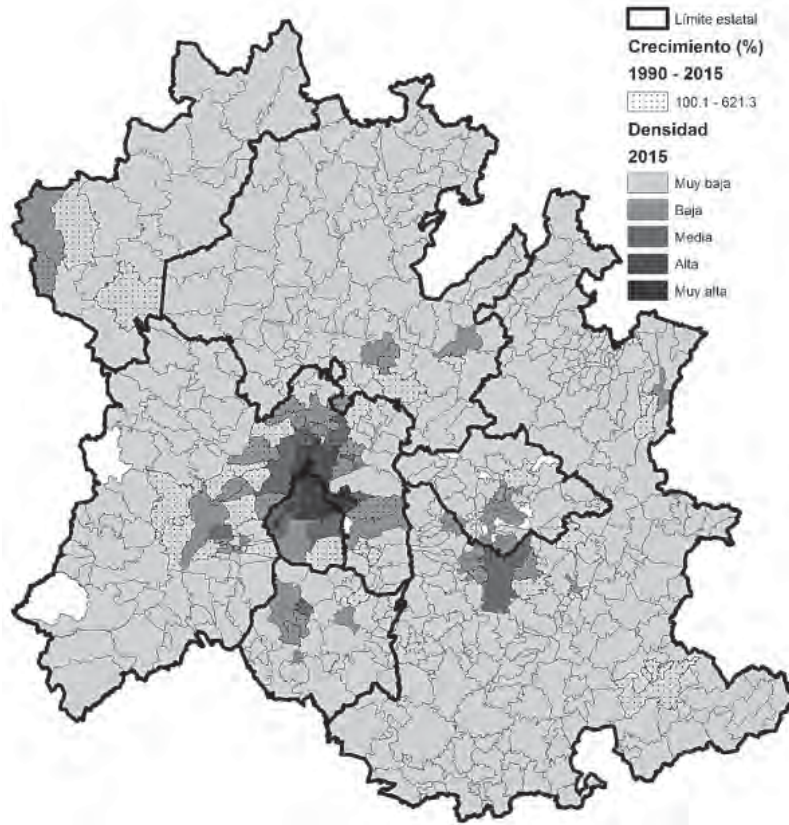 Límite estatal
Crecimiento (%)
1990 - 2015
100.1 - 621.3
Densidad
2015
Muy baja
Baja
Media
Alta
Muy alta